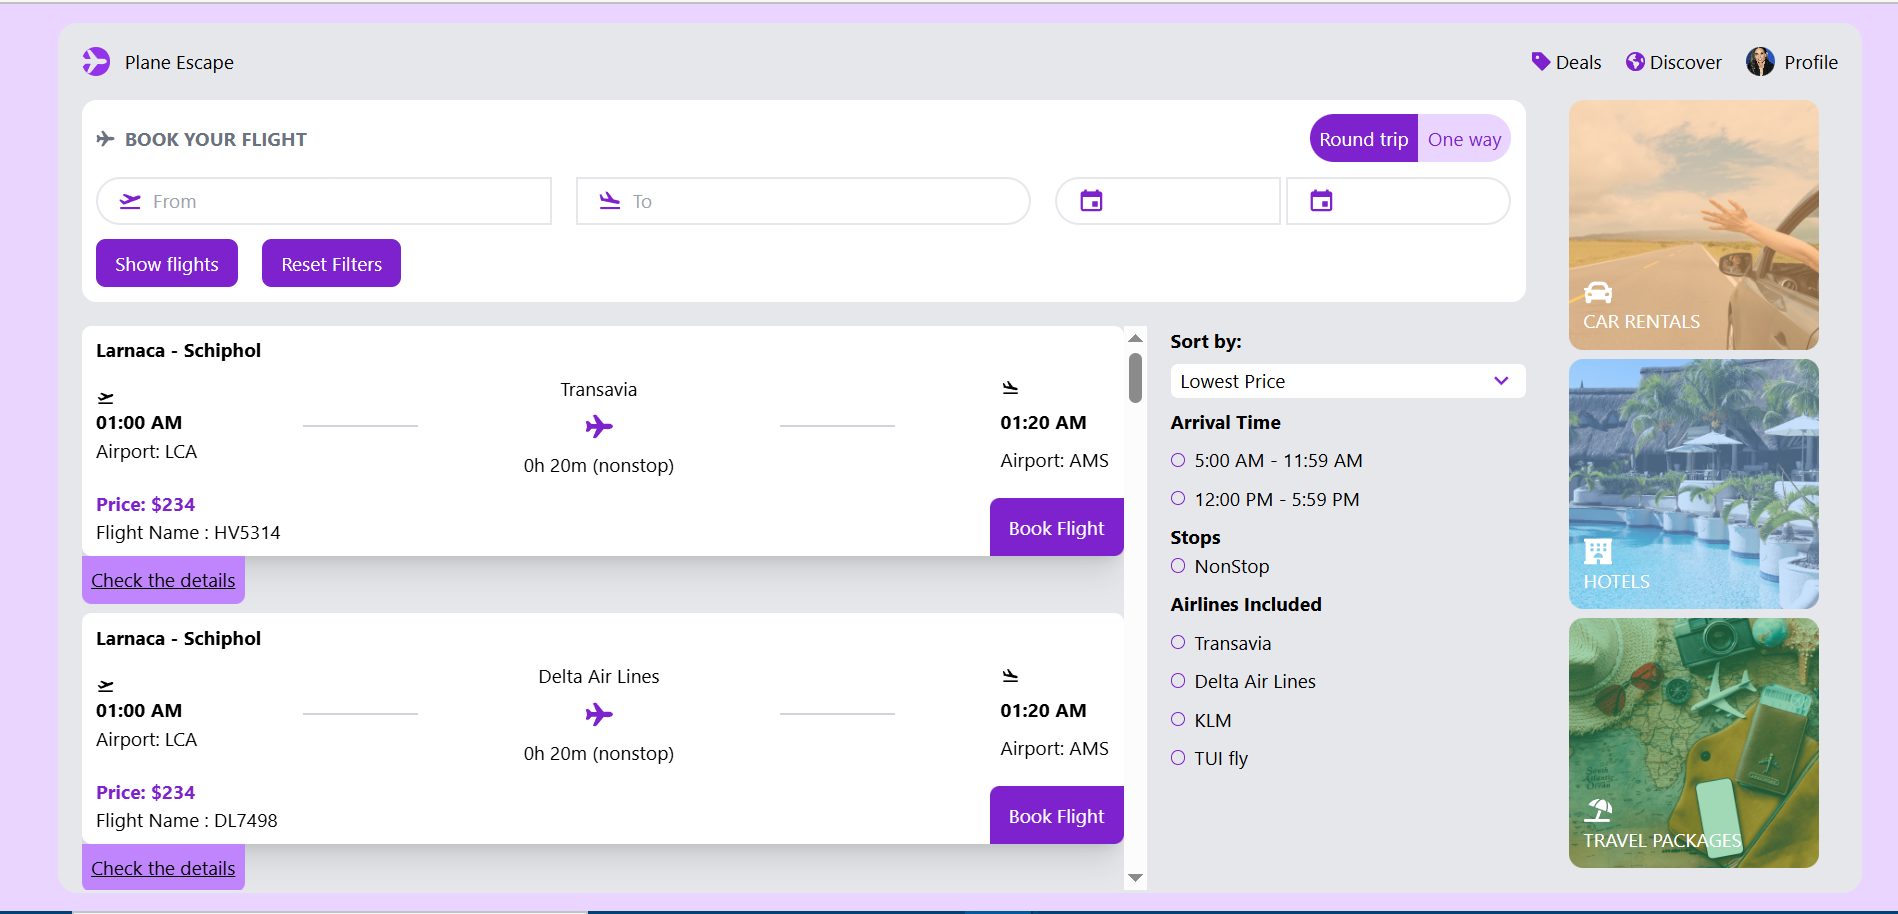 Plane Escape
Deals
Discover
Profile
BOOK YOUR FLIGHT
Round trip
One way
From
To
Show flights
Reset Filters
Larnaca - Schiphol
Transavia
01:00 AM
01:20 AM
Airport: LCA
Airport: AMS
0h 20m (nonstop)
Price: $234
Flight Name : HV5314
Book Flight
Check the details
Larnaca - Schiphol
Delta Air Lines
01:00 AM
01:20 AM
Airport: LCA
Airport: AMS
0h 20m (nonstop)
Price: $234
Flight Name : DL7498
Book Flight
Check the details
Sort by:
Lowest Price
Arrival Time
5:00 AM - 11:59 AM
12:00 PM - 5:59 PM
Stops
NonStop
Airlines Included
Transavia
Delta Air Lines
KLM
TUI fly
CAR RENTALS
HOTELS
South
Atlantic
Ocean
TRAVEL PACKAGES